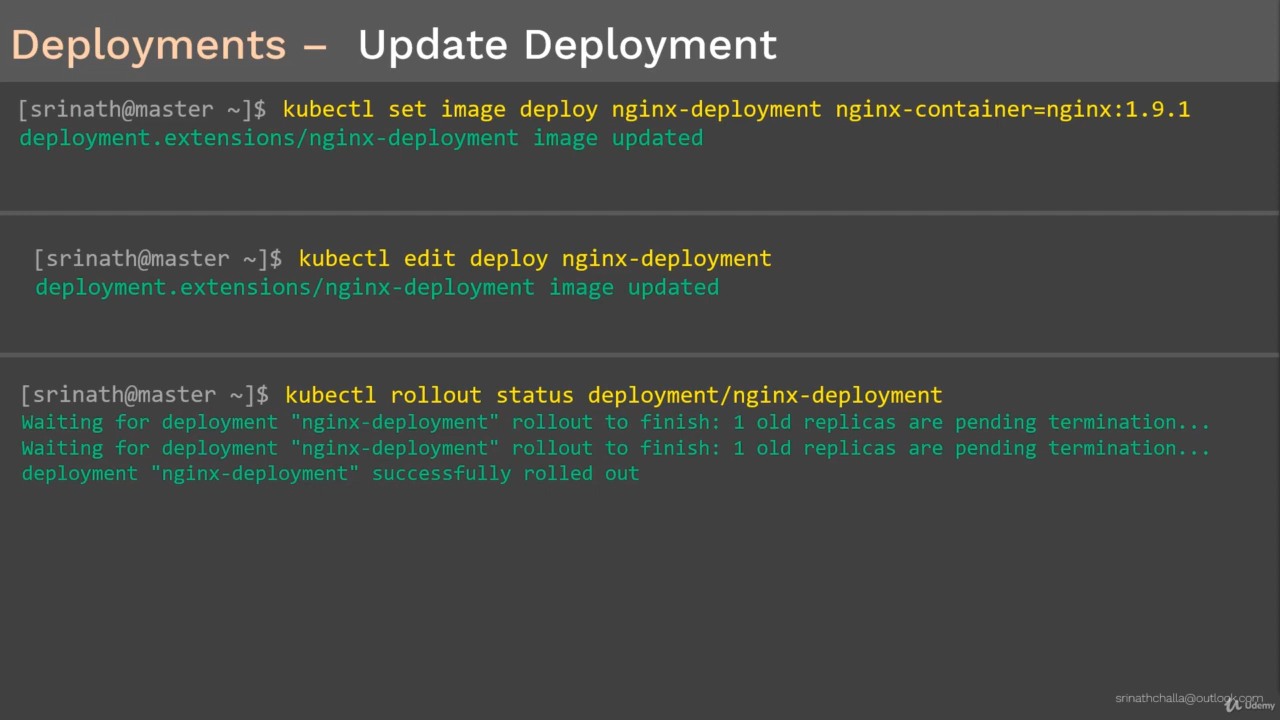 Deployments – Update Deployment
[srinath@master ~]$ kubectl set image deploy nginx-deployment nginx-container=nginx:1.9.1
deployment.extensions/nginx-deployment image updated
[srinath@master ~]$ kubectl edit deploy nginx-deployment
deployment.extensions/nginx-deployment image updated
[srinath@master ~]$ kubectl rollout status deployment/nginx-deployment
Waiting for deployment "nginx-deployment" rollout to finish: 1 old replicas are pending termination...
Waiting for deployment "nginx-deployment" rollout to finish: 1 old replicas are pending termination...
deployment "nginx-deployment" successfully rolled out
srinathchalla@outlook.com
Udemy